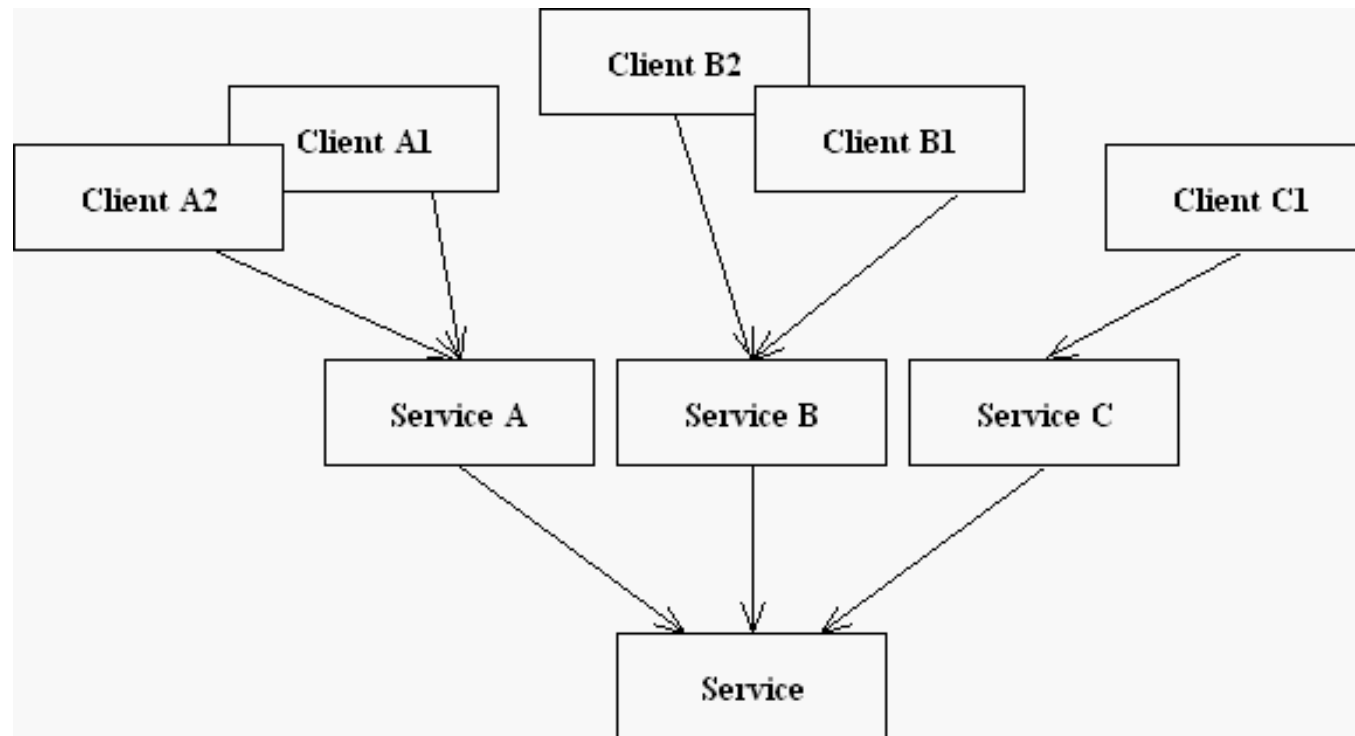 Client B2
Client A1
Client B1
Client A2
Client C1
Service A
Service B
Service C
Service